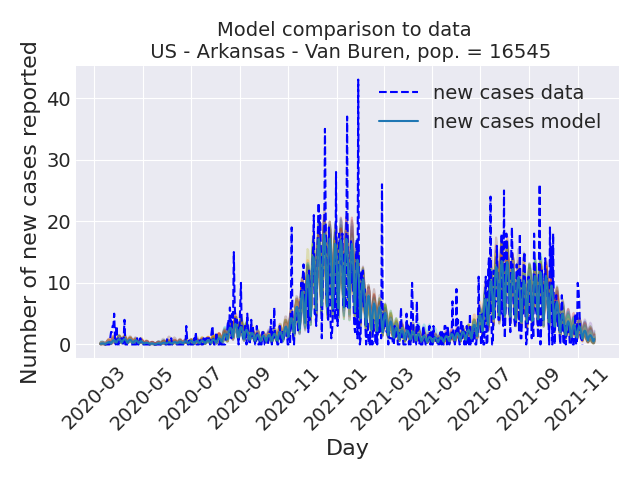 Model comparison to data
US - Arkansas - Van Buren, pop. = 16545
Number of new cases reported
40
30
20
10
0
new cases data
new cases model
2020-03
2020-05
2020-07
2020-09
2020-11
2021-01
2021-03
2021-05
2021-07
2021-09
2021-11
Day